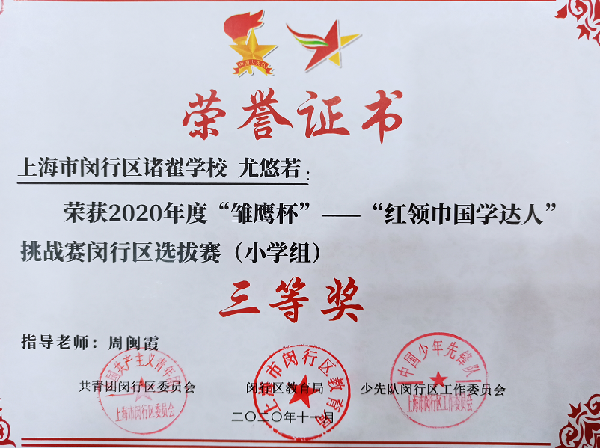 荣誉证书
上海市闵行区诸翟学校 尤悠若：
荣获2020年度“雏鹰杯”——“红领巾国学达人”
挑战赛闵行区选拔赛（小学组）
三等奖
指导老师：周闽霞
共青团闵行区委员会 闵行区教育局 少先队闵行区工作委员会
二〇二〇年十一月
上海市闵行区教育局
中国少年先锋队
上海市闵行区工作委员会
上海市闵行区委员会